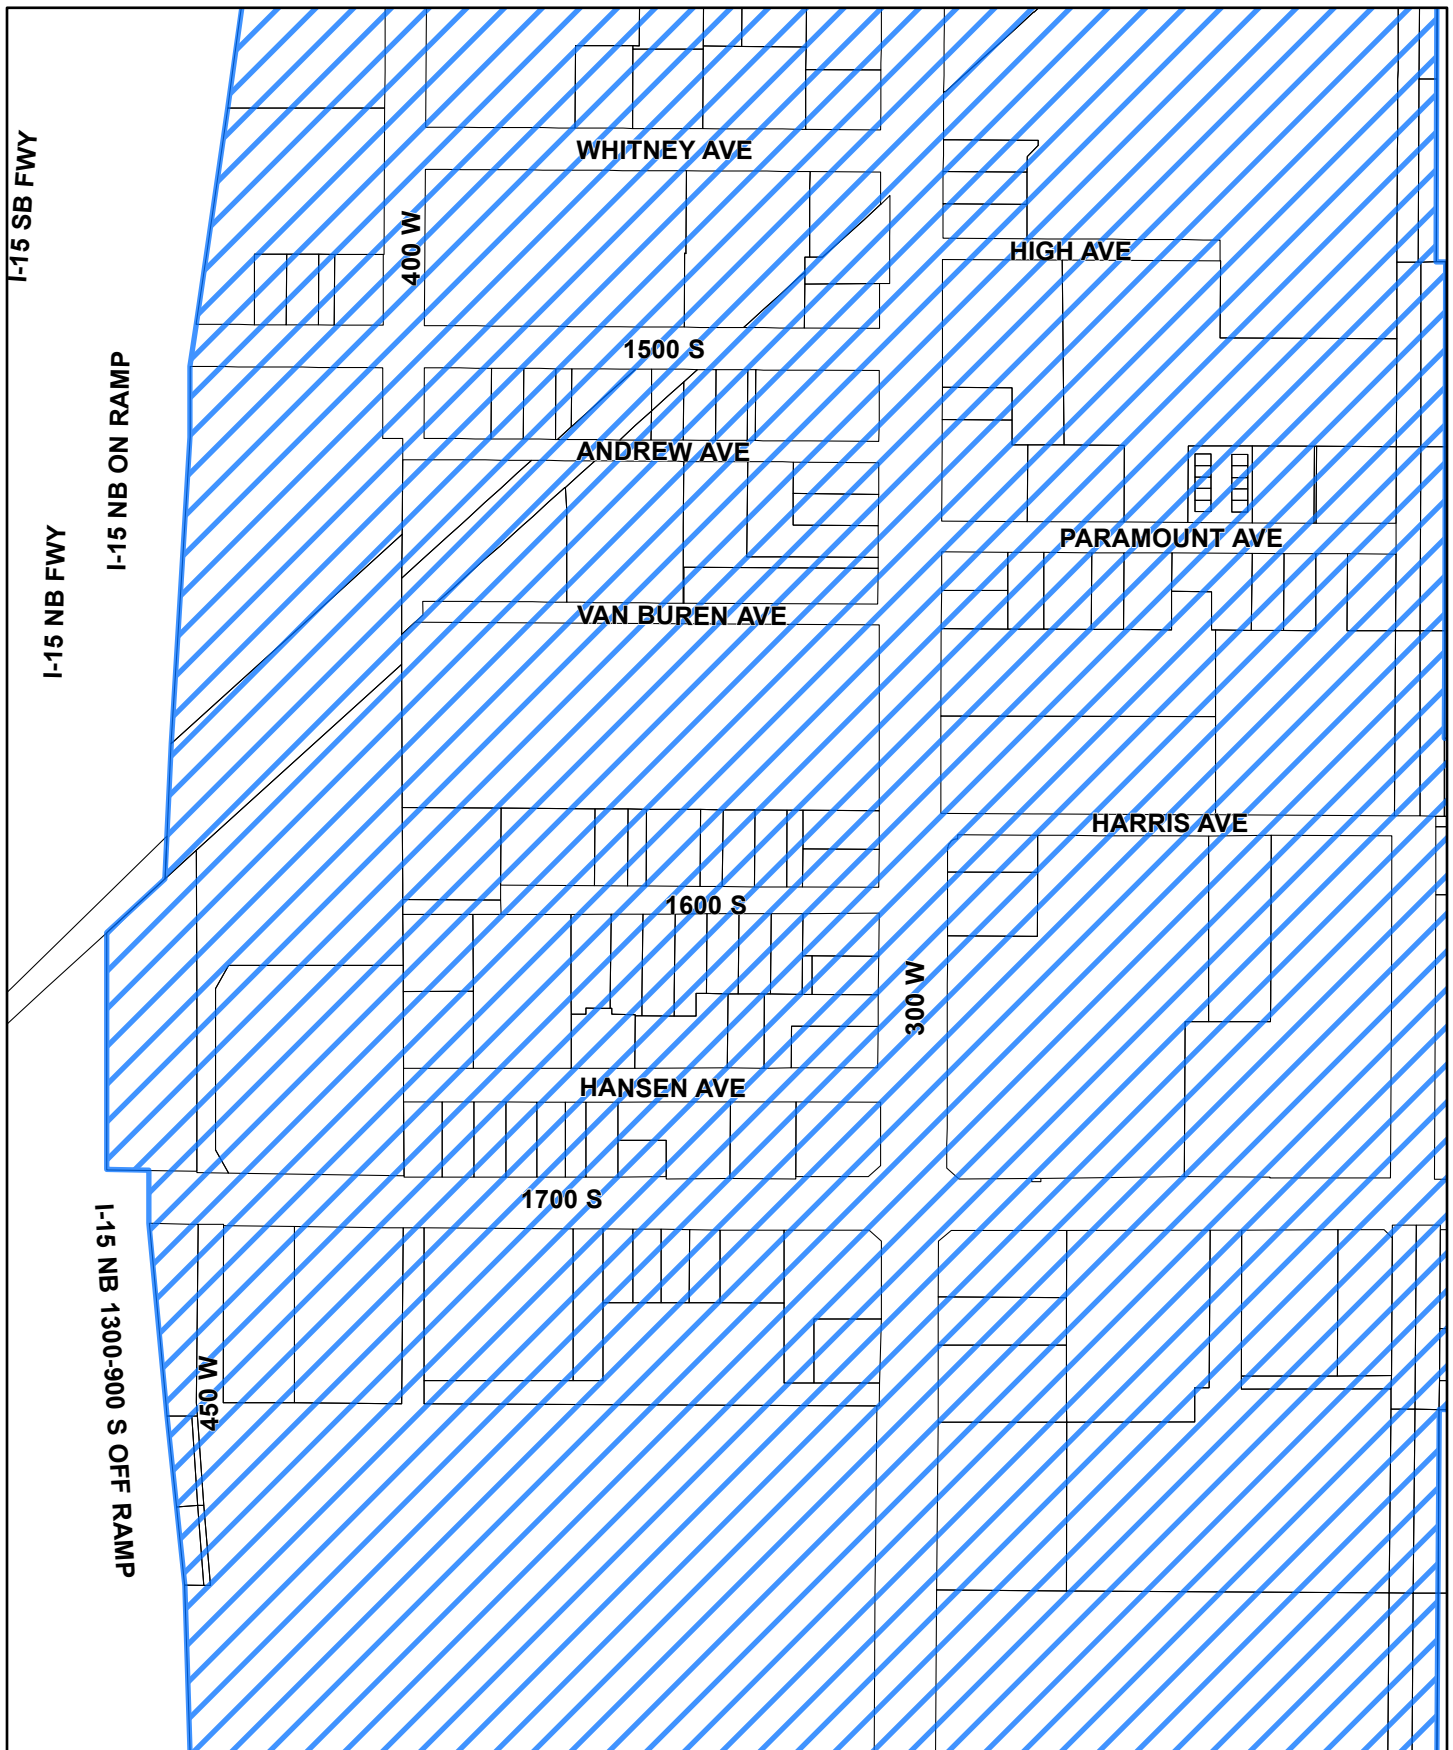 WHITNEY AVE
I-15 SB FWY
400 W
HIGH AVE
1500 S
I-15 NB ON RAMP
ANDREW AVE
PARAMOUNT AVE
I-15 NB FWY
VAN BUREN AVE
HARRIS AVE
1600 S
300 W
HANSEN AVE
1700 S
I-15 NB 1300-900 S OFF RAMP
450 W